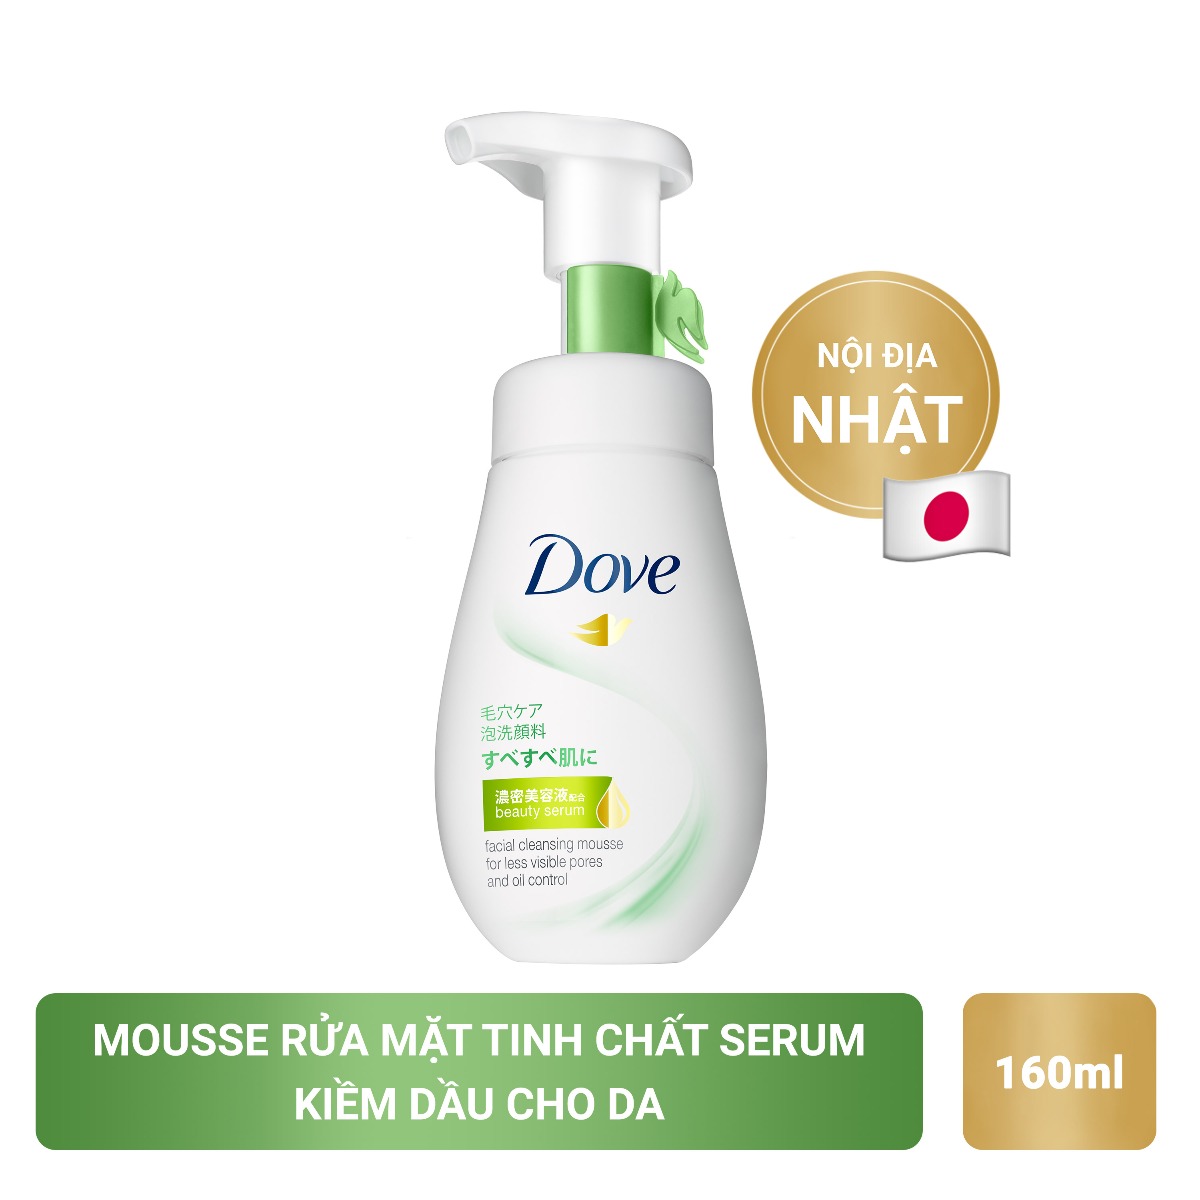 NỘI ĐỊA
NHẬT
Dove
毛穴ケア
泡洗顔料
すべすべ肌に
濃密美容液配合
beauty serum
facial cleansing mousse
for less visible pores
and oil control
MOUSSE RỬA MẶT TINH CHẤT SERUM
KIỀM DẦU CHO DA
160ml